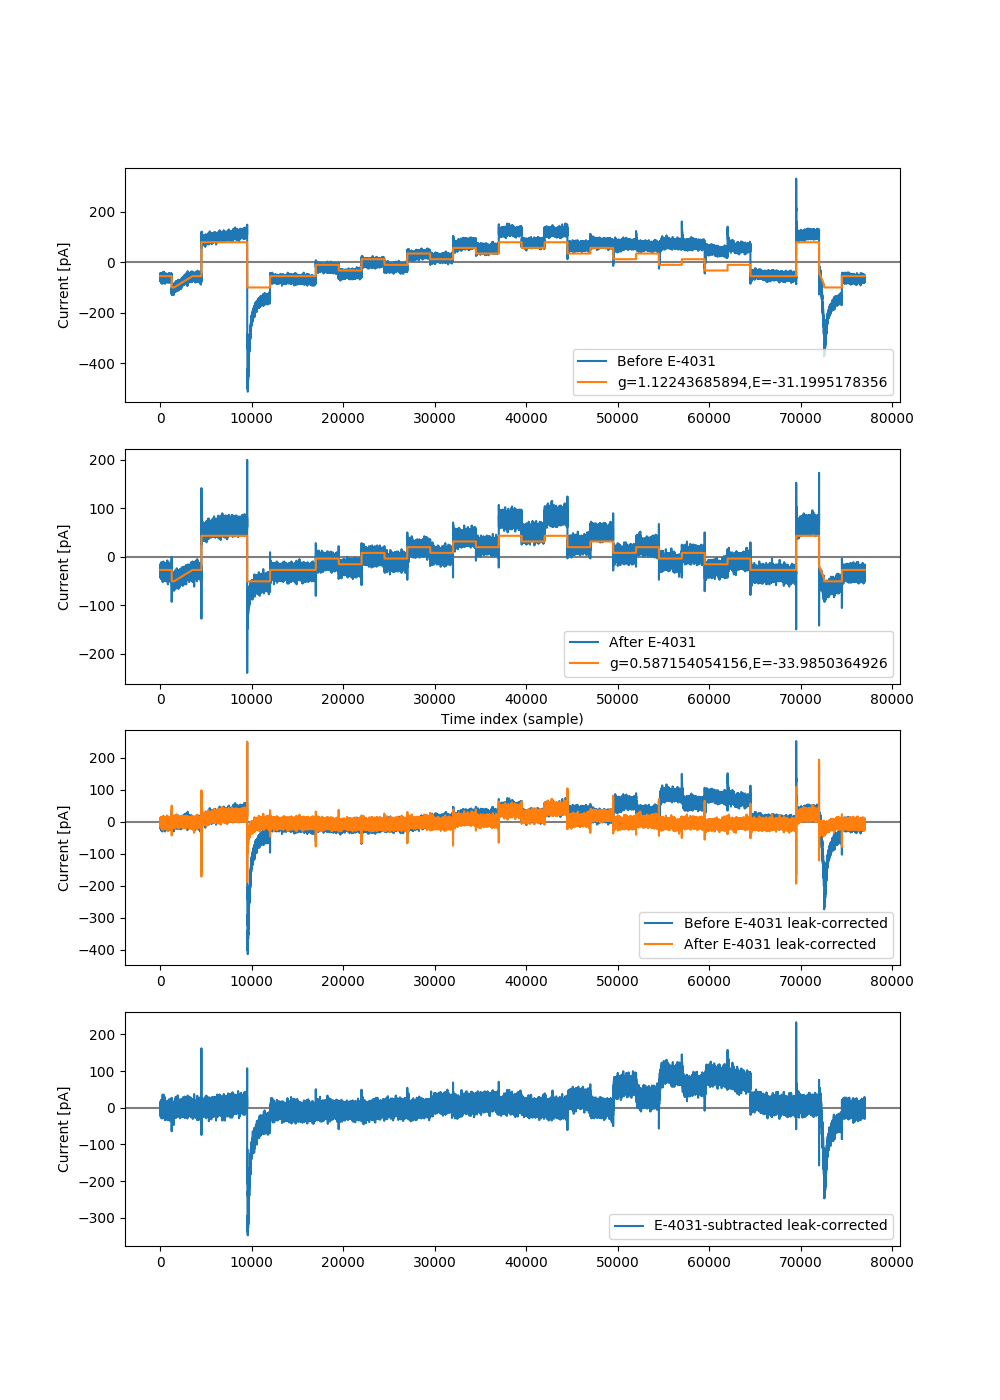 200
0
−200
−400
Current [pA]
Before E-4031
g=1.12243685894,E=-31.1995178356
0 10000 20000 30000 40000 50000 60000 70000 80000
200
100
0
−100
−200
Current [pA]
After E-4031
g=0.587154054156,E=-33.9850364926
0 10000 20000 30000 40000 50000 60000 70000 80000
Time index (sample)
200
100
0
−100
−200
−300
−400
Current [pA]
Before E-4031 leak-corrected
After E-4031 leak-corrected
0 10000 20000 30000 40000 50000 60000 70000 80000
200
100
0
−100
−200
−300
Current [pA]
E-4031-subtracted leak-corrected
0 10000 20000 30000 40000 50000 60000 70000 80000